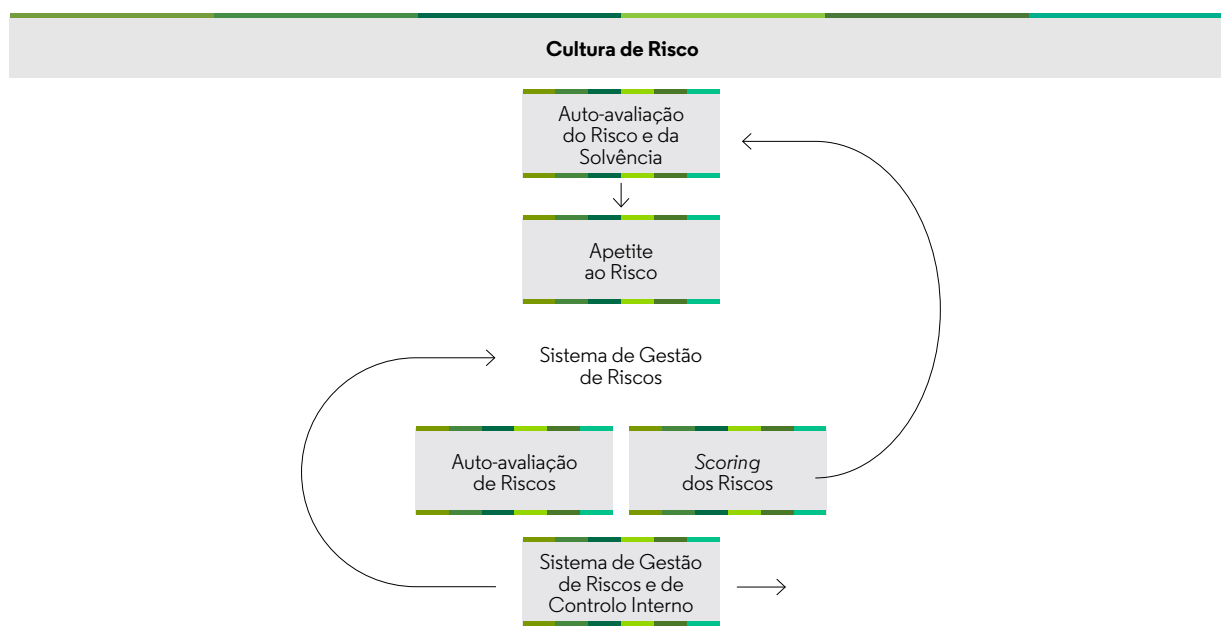 Cultura de Risco
Auto-avaliação
do Risco e da
Solvência
Apetite
ao Risco
Sistema de Gestão
de Riscos
Auto-avaliação
de Riscos
Scoring
dos Riscos
Sistema de Gestão
de Riscos e de
Controlo Interno